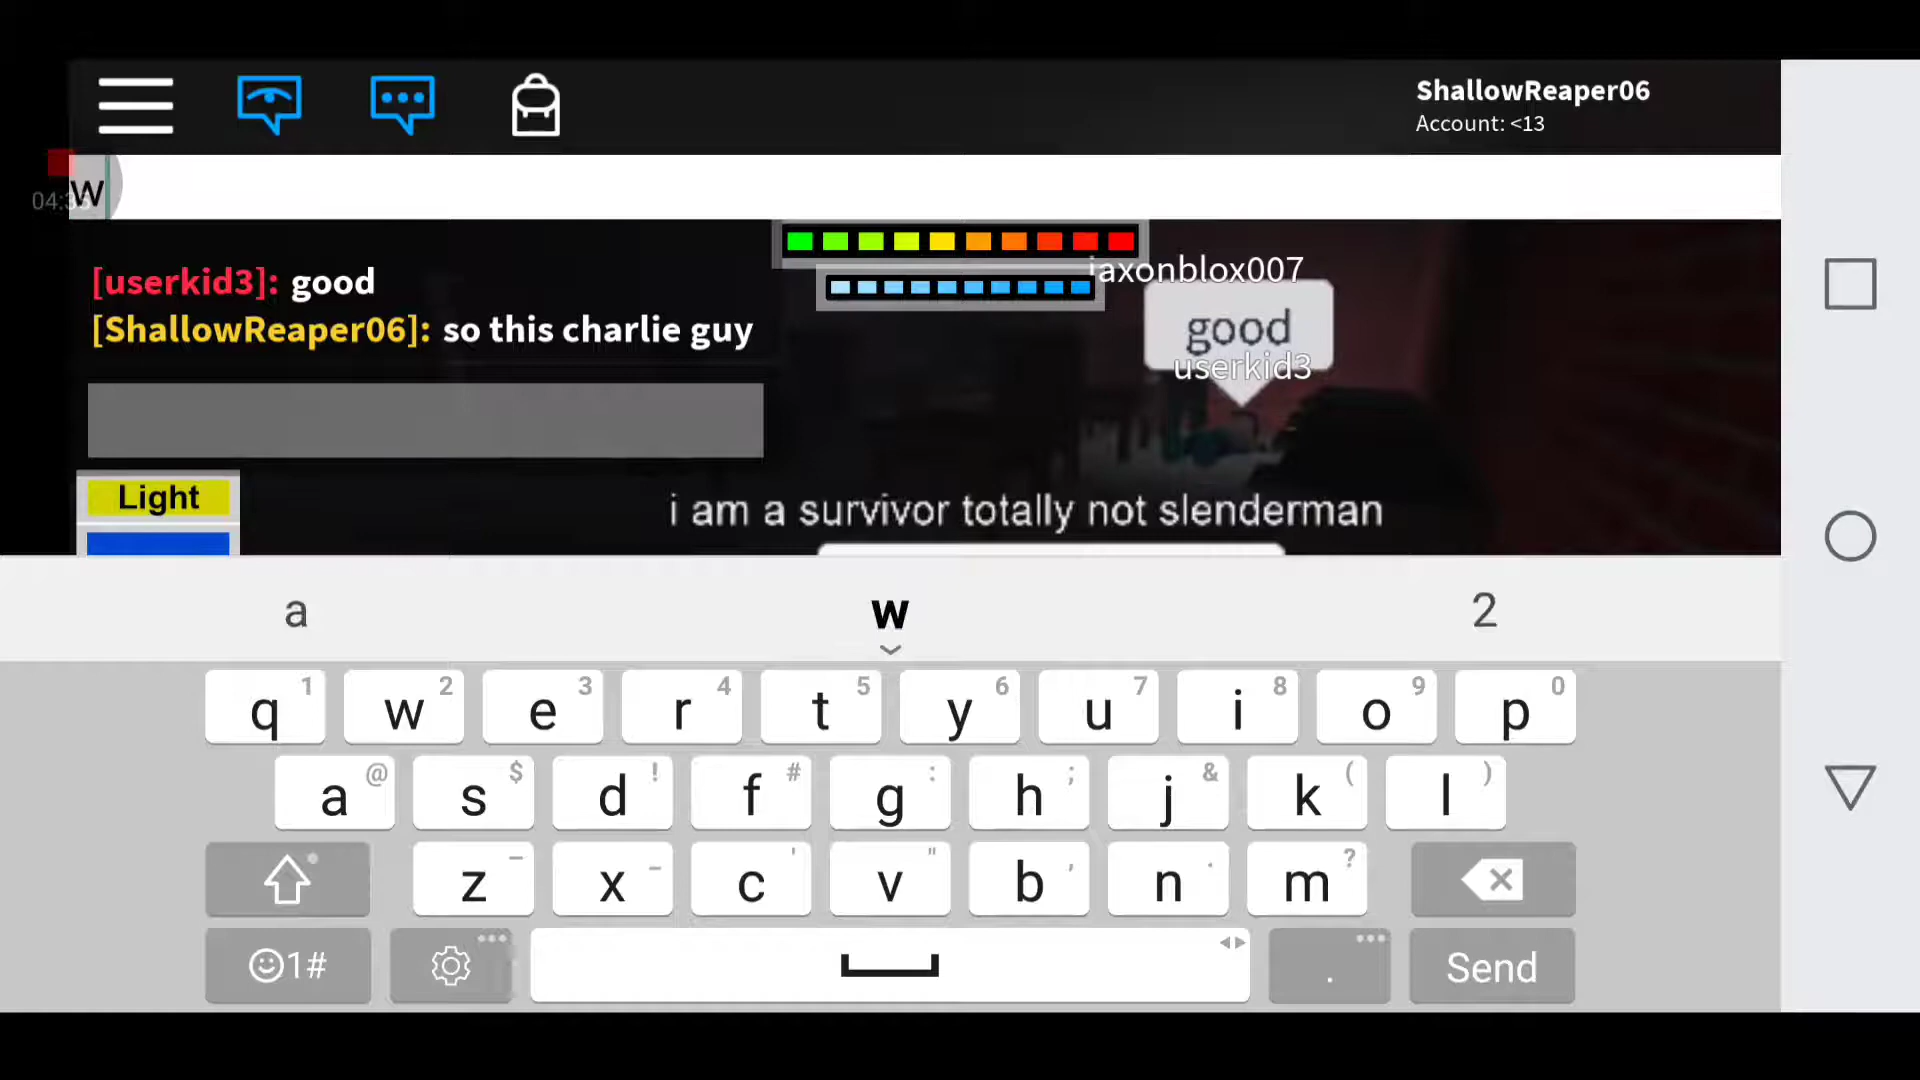 ShallowReaper06
Account: <13
w
[userkid3]: good
[ShallowReaper06]: so this charlie guy
jaxonblox007
good
userkid3
Light
i am a survivor totally not slenderman
a w 2
q 1 w 2 e 3 r 4 t 5 y 6 u 7 i 8 o 9 p 0
a @ s $ d ! f # g : h ; j & k ( l )
z – x _ c ' v " b , n . m ?
1# . Send